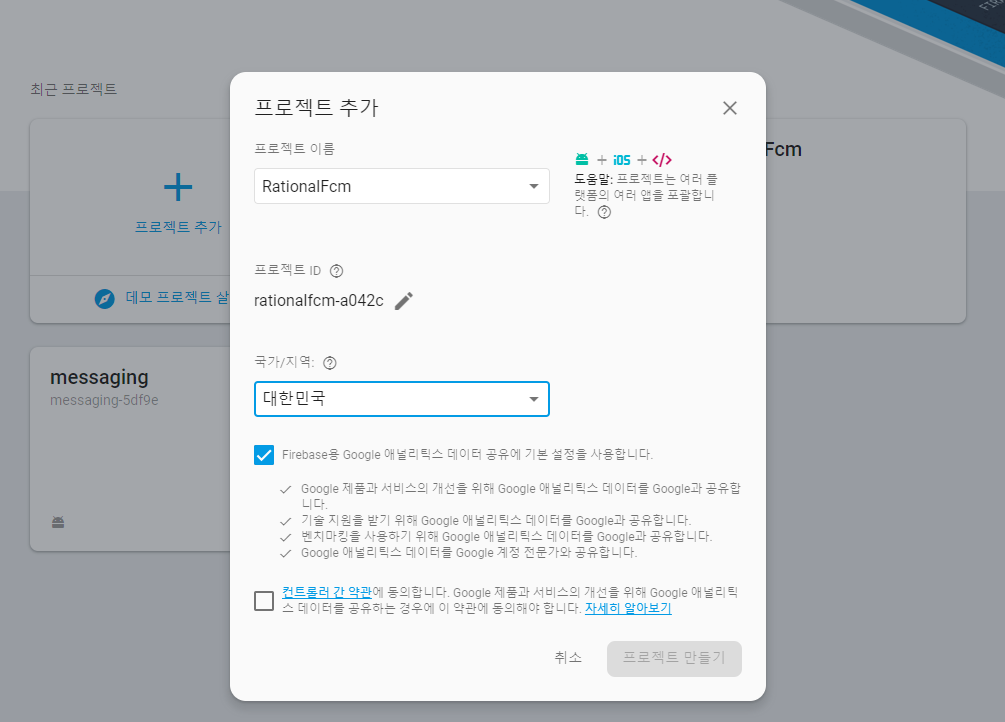 FIR
최근 프로젝트
프로젝트 추가
프로젝트 이름
RationalFcm
iOS
도움말: 프로젝트는 여러 플
랫폼의 여러 앱을 포괄합니
다.
Fcm
프로젝트 추가
프로젝트 ID
rationalfcm-a042c
데모 프로젝트 살
국가/지역:
대한민국
messaging
messaging-5df9e
Firebase용 Google 애널리틱스 데이터 공유에 기본 설정을 사용합니다.
Google 제품과 서비스의 개선을 위해 Google 애널리틱스 데이터를 Google과 공유합
니다.
기술 지원을 받기 위해 Google 애널리틱스 데이터를 Google과 공유합니다.
벤치마킹을 사용하기 위해 Google 애널리틱스 데이터를 Google과 공유합니다.
Google 애널리틱스 데이터를 Google 계정 전문가와 공유합니다.
컨트롤러 간 약관에 동의합니다. Google 제품과 서비스의 개선을 위해 Google 애널리틱
스 데이터를 공유하는 경우에 이 약관에 동의해야 합니다. 자세히 알아보기
취소
프로젝트 만들기